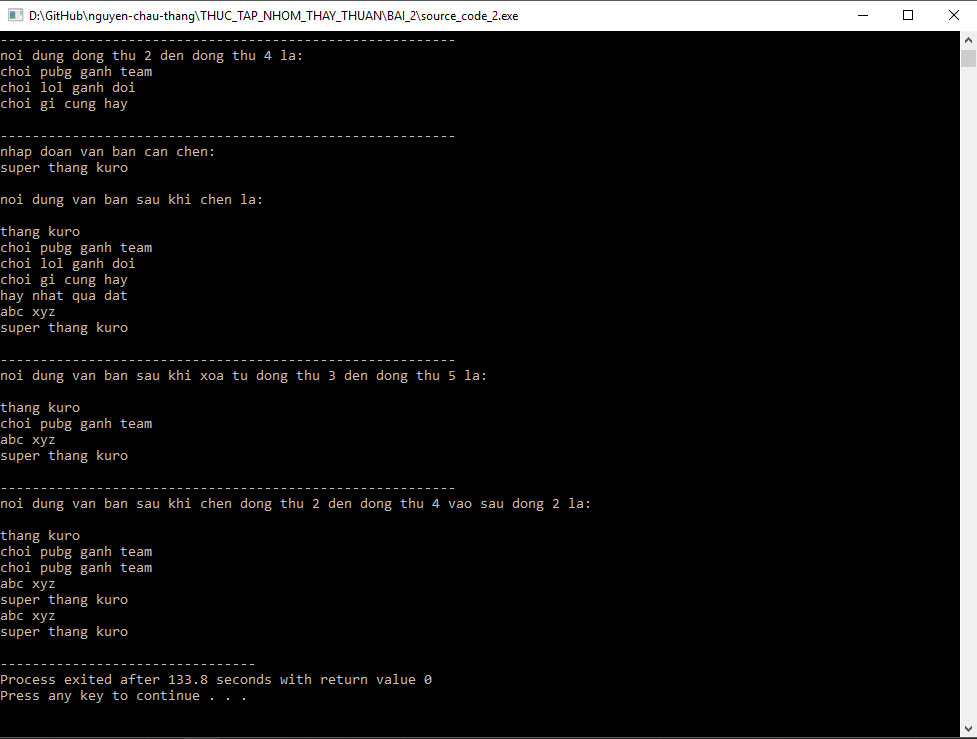 D:\GitHub\nguyen-chau-thang\THUC_TAP_NHOM_THAY_THUAN\BAI_2\source_code_2.exe
---------------------------------------------------------
noi dung dong thu 2 den dong thu 4 la:
choi pubg ganh team
choi lol ganh doi
choi gi cung hay
---------------------------------------------------------
nhap doan van ban can chen:
super thang kuro
noi dung van ban sau khi chen la:
thang kuro
choi pubg ganh team
choi lol ganh doi
choi gi cung hay
hay nhat qua dat
abc xyz
super thang kuro
---------------------------------------------------------
noi dung van ban sau khi xoa tu dong thu 3 den dong thu 5 la:
thang kuro
choi pubg ganh team
abc xyz
super thang kuro
---------------------------------------------------------
noi dung van ban sau khi chen dong thu 2 den dong thu 4 vao sau dong 2 la:
thang kuro
choi pubg ganh team
choi pubg ganh team
abc xyz
super thang kuro
abc xyz
super thang kuro
--------------------------------
Process exited after 133.8 seconds with return value 0
Press any key to continue . . .